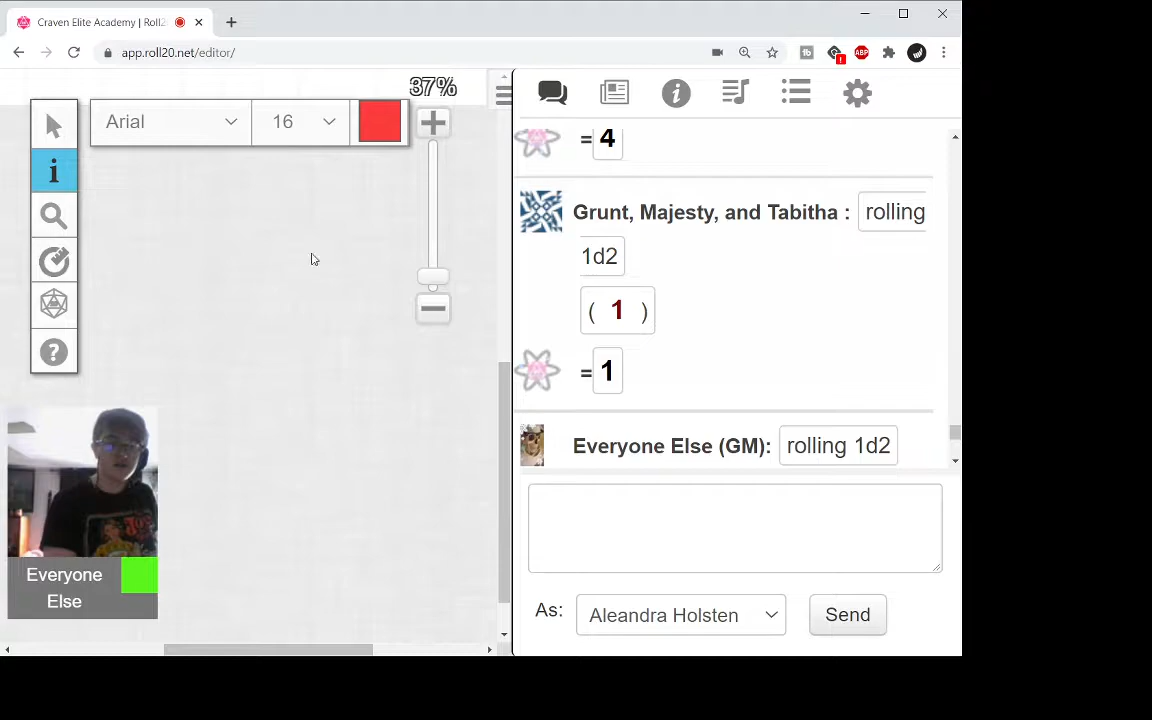 Craven Elite Academy | Roll2
app.roll20.net/editor/
37%
Arial
16
= 4
Grunt, Majesty, and Tabitha : rolling
1d2
( 1 )
= 1
Everyone Else (GM): rolling 1d2
Everyone
Else
As: Aleandra Holsten Send